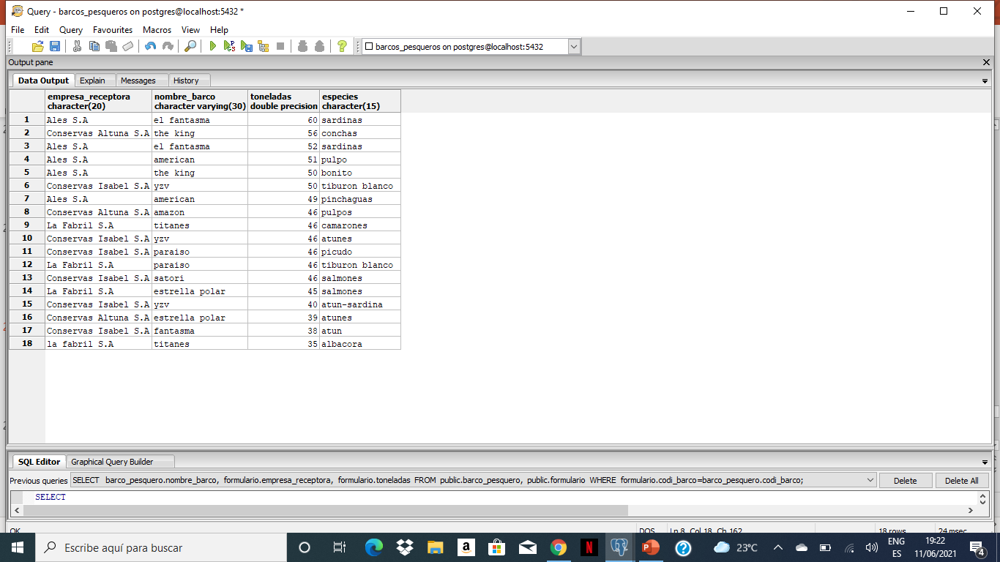 Query - barcos_pesqueros on postgres@localhost:5432 *
File Edit Query Favourites Macros View Help
barcos_pesqueros on postgres@localhost:5432
Output pane
Data Output Explain Messages History
empresa_receptora nombre_barco toneladas especies
character(20) character varying(30) double precision character(15)
1 Ales S.A el fantasma 60 sardinas
2 Conservas Altuna S.A the king 56 conchas
3 Ales S.A el fantasma 52 sardinas
4 Ales S.A american 51 pulpo
5 Ales S.A the king 50 bonito
6 Conservas Isabel S.A yzv 50 tiburon blanco
7 Ales S.A american 49 pinchaguas
8 Conservas Altuna S.A amazon 46 pulpos
9 La Fabril S.A titanes 46 camarones
10 Conservas Isabel S.A yzv 46 atunes
11 Conservas Isabel S.A paraiso 46 picudo
12 La Fabril S.A paraiso 46 tiburon blanco
13 Conservas Isabel S.A satori 46 salmones
14 La Fabril S.A estrella polar 45 salmones
15 Conservas Isabel S.A yzv 40 atun-sardina
16 Conservas Altuna S.A estrella polar 39 atunes
17 Conservas Isabel S.A fantasma 38 atun
18 la fabril S.A titanes 35 albacora
SQL Editor Graphical Query Builder
Previous queries SELECT barco_pesquero.nombre_barco, formulario.empresa_receptora, formulario.toneladas FROM public.barco_pesquero, public.formulario WHERE formulario.codi_barco=barco_pesquero.codi_barco; Delete Delete All
SELECT
OK DOS Ln 8, Col 18, Ch 162 18 rows 24 msec
Escribe aquí para buscar
23°C
ENG
ES
19:22
11/06/2021
4